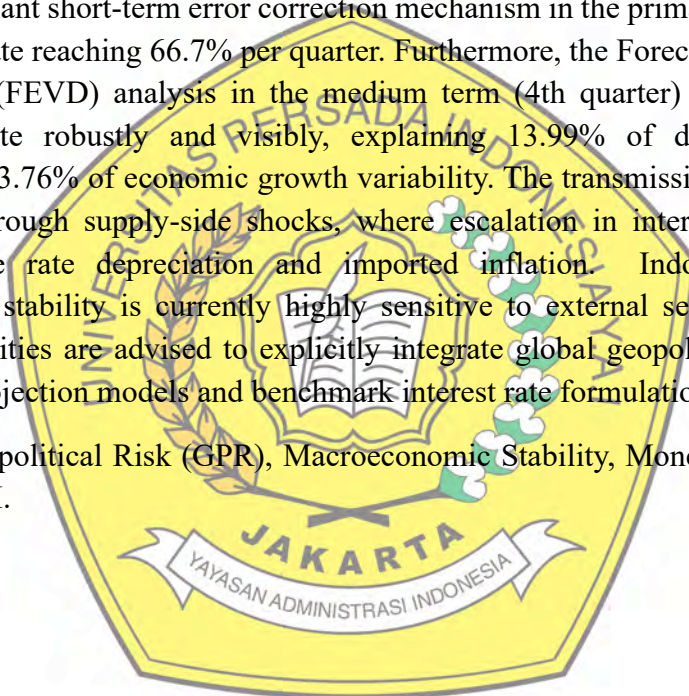 ant short-term error correction mechanism in the prim
te reaching 66.7% per quarter. Furthermore, the Forec
(FEVD) analysis in the medium term (4th quarter)
te robustly and visibly, explaining 13.99% of d
3.76% of economic growth variability. The transmissi
rough supply-side shocks, where escalation in inter
e rate depreciation and imported inflation. Indo
stability is currently highly sensitive to external se
ities are advised to explicitly integrate global geopol
jection models and benchmark interest rate formulatio
political Risk (GPR), Macroeconomic Stability, Mone
.
UNIVERSITAS PERSADA INDONESIA YAI
JAKARTA
YAYASAN ADMINISTRASI INDONESIA